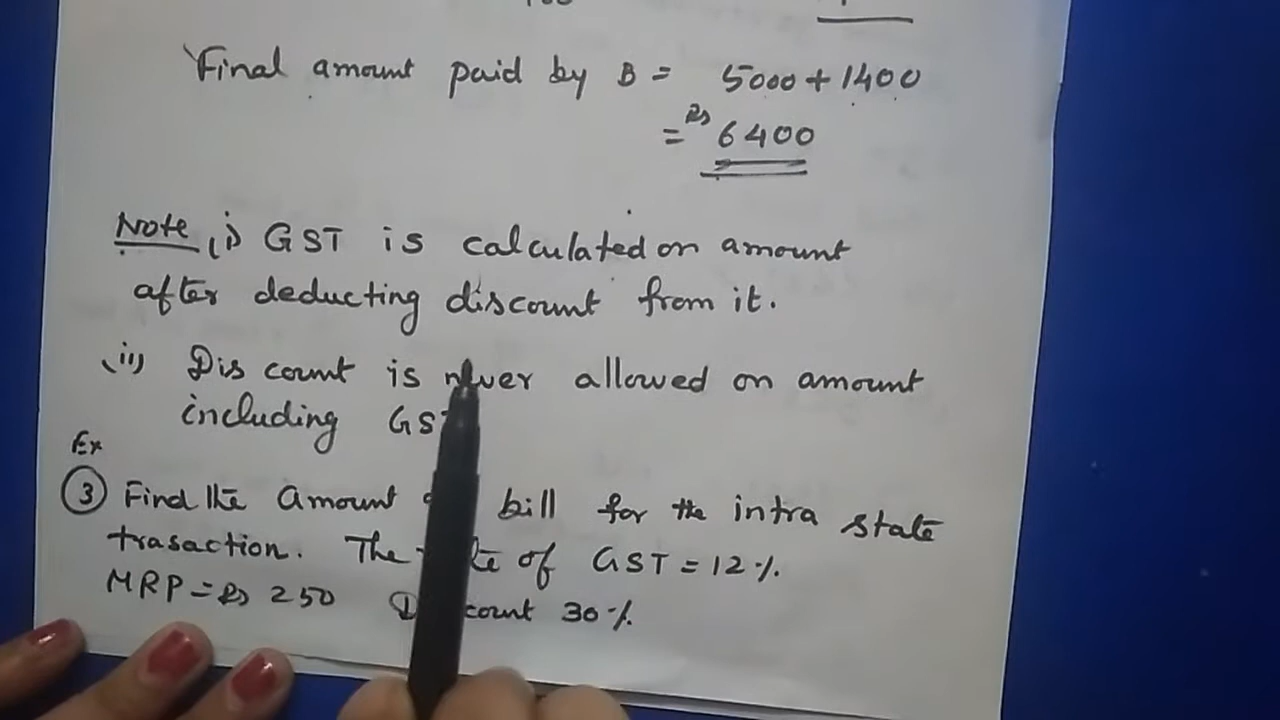 Final amount paid by B = 5000 + 1400
= Rs 6400
Note (i) GST is calculated on amount
after deducting discount from it.
(ii) Discount is never allowed on amount
including GST
Ex
3 Find the Amount bill for the intra state
trasaction. The of GST = 12%
MRP = Rs 250 30%